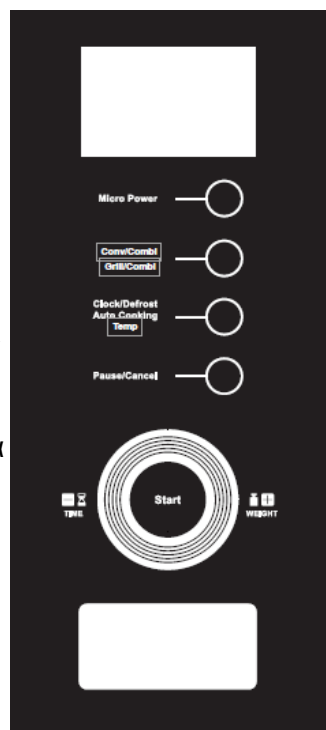 Micro Power
Conv/Combi
Grill/Combi
Clock/Defrost
Auto Cooking
Temp
Pause/Cancel
Start
TIME
WEIGHT